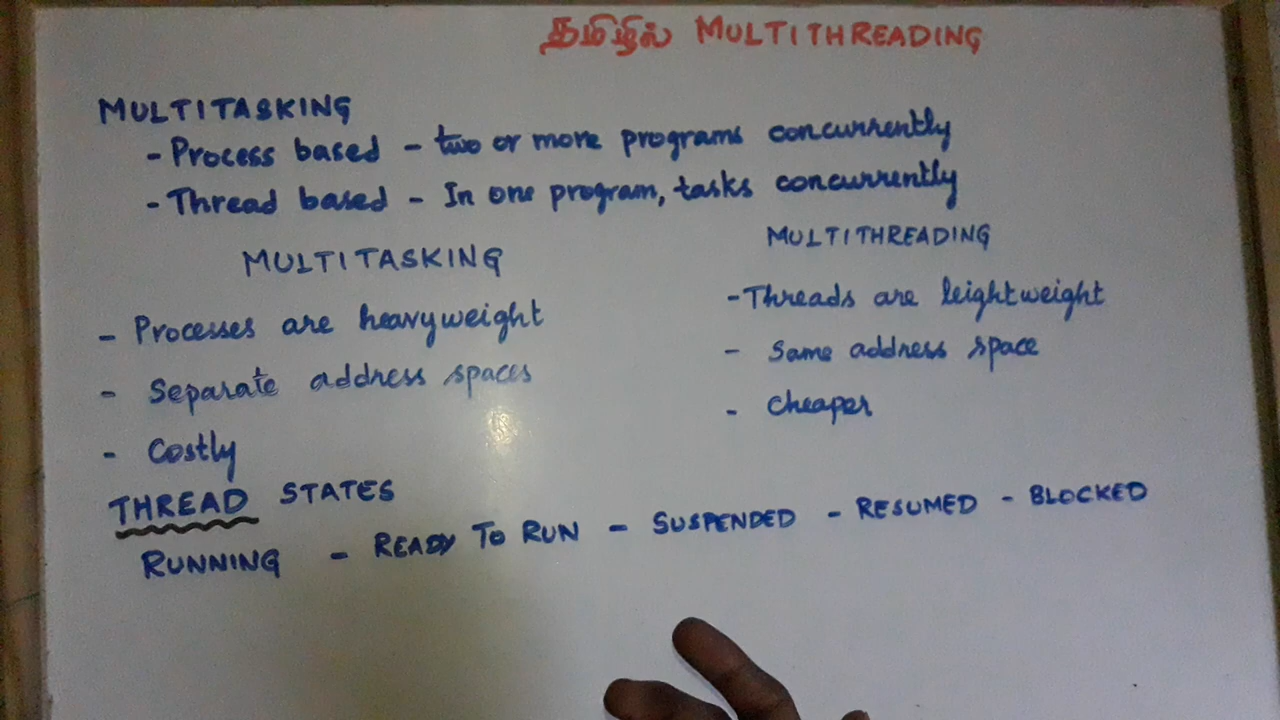 தமிழில் MULTITHREADING
MULTITASKING
- Process based - two or more programs concurrently
- Thread based - In one program, tasks concurrently
MULTITASKING
- Processes are heavyweight
- Separate address spaces
- Costly
MULTITHREADING
- Threads are leightweight
- Same address space
- Cheaper
THREAD STATES
RUNNING - READY TO RUN - SUSPENDED - RESUMED - BLOCKED